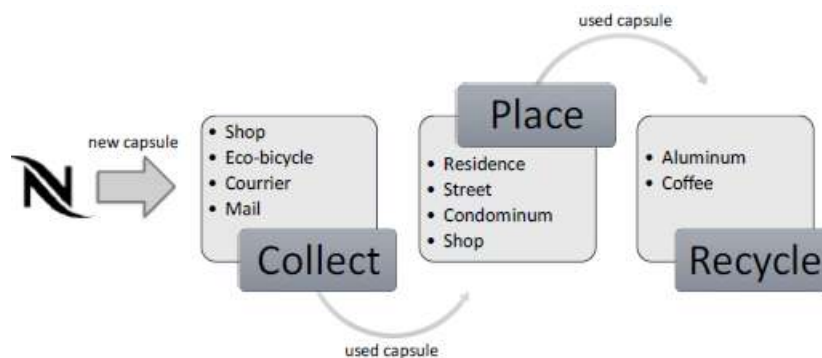 new capsule
• Shop
• Eco-bicycle
• Courrier
• Mail
Collect
used capsule
Place
• Residence
• Street
• Condominum
• Shop
used capsule
• Aluminum
• Coffee
Recycle